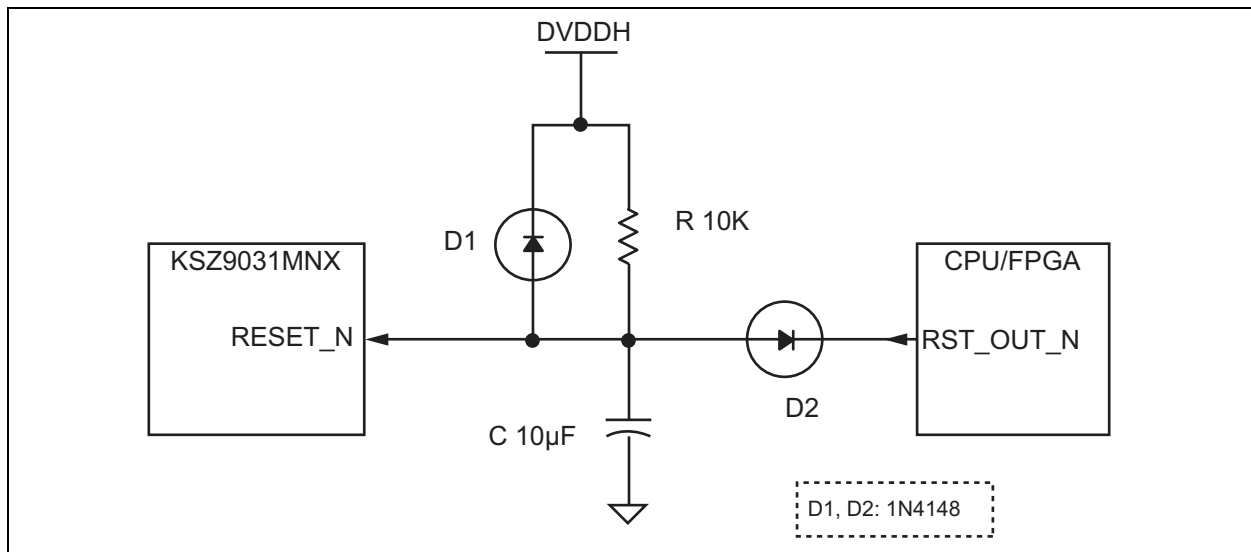 DVDDH
D1
R 10K
KSZ9031MNX
CPU/FPGA
RESET_N
RST_OUT_N
D2
C 10µF
D1, D2: 1N4148